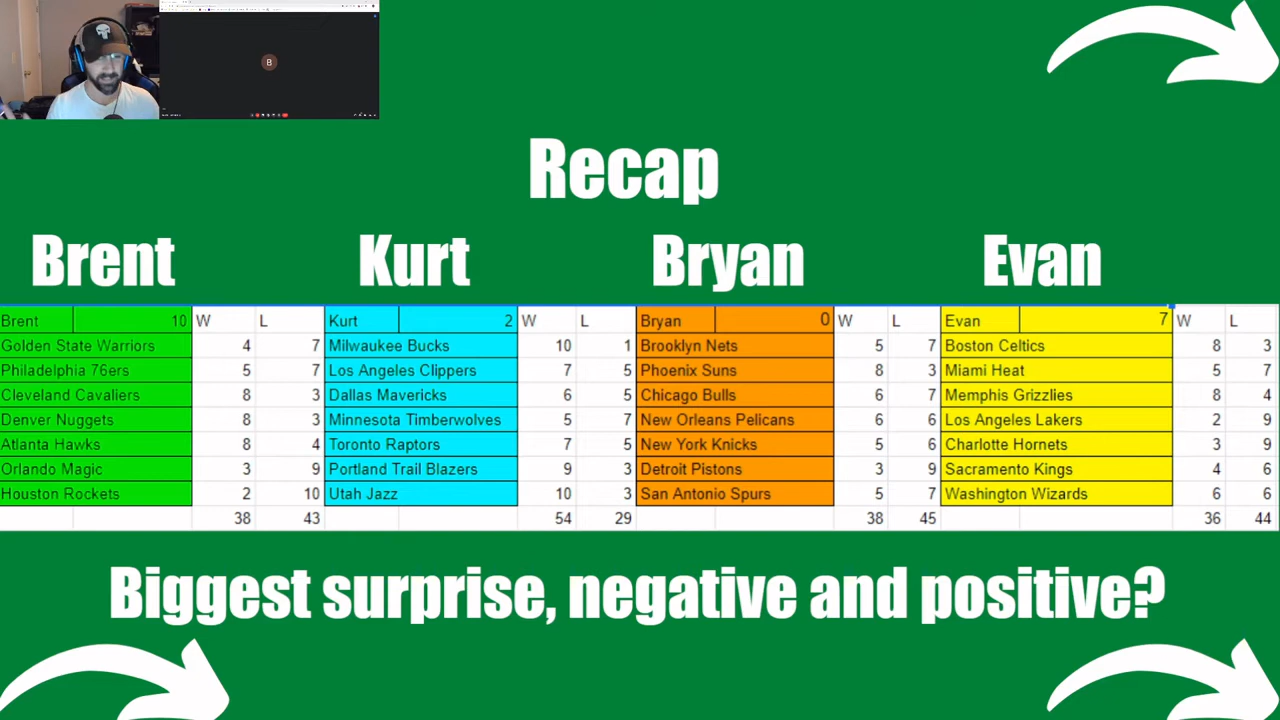 B
Recap
Brent Kurt Bryan Evan
Brent 10 W L Kurt 2 W L Bryan 0 W L Evan 7 W L
Golden State Warriors 4 7 Milwaukee Bucks 10 1 Brooklyn Nets 5 7 Boston Celtics 8 3
Philadelphia 76ers 5 7 Los Angeles Clippers 7 5 Phoenix Suns 8 3 Miami Heat 5 7
Cleveland Cavaliers 8 3 Dallas Mavericks 6 5 Chicago Bulls 6 7 Memphis Grizzlies 8 4
Denver Nuggets 8 3 Minnesota Timberwolves 5 7 New Orleans Pelicans 6 6 Los Angeles Lakers 2 9
Atlanta Hawks 8 4 Toronto Raptors 7 5 New York Knicks 5 6 Charlotte Hornets 3 9
Orlando Magic 3 9 Portland Trail Blazers 9 3 Detroit Pistons 3 9 Sacramento Kings 4 6
Houston Rockets 2 10 Utah Jazz 10 3 San Antonio Spurs 5 7 Washington Wizards 6 6
38 43 54 29 38 45 36 44
Biggest surprise, negative and positive?